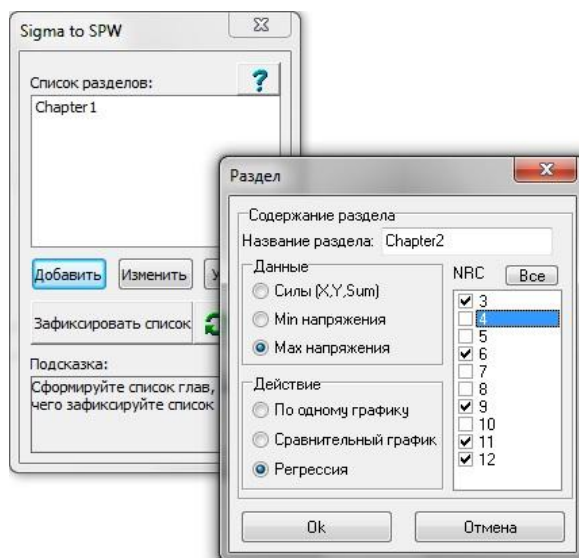 Sigma to SPW
Список разделов:
?
Chapter1
Добавить
Изменить
Зафиксировать список
Подсказка:
Сформируйте список глав,
чего зафиксируйте список
Раздел
Содержание раздела
Название раздела: Chapter2
Данные
Силы (X,Y,Sum)
Min напряжения
Max напряжения
Действие
По одному графику
Сравнительный график
Регрессия
NRC
Все
3
4
5
6
7
8
9
10
11
12
Ok
Отмена